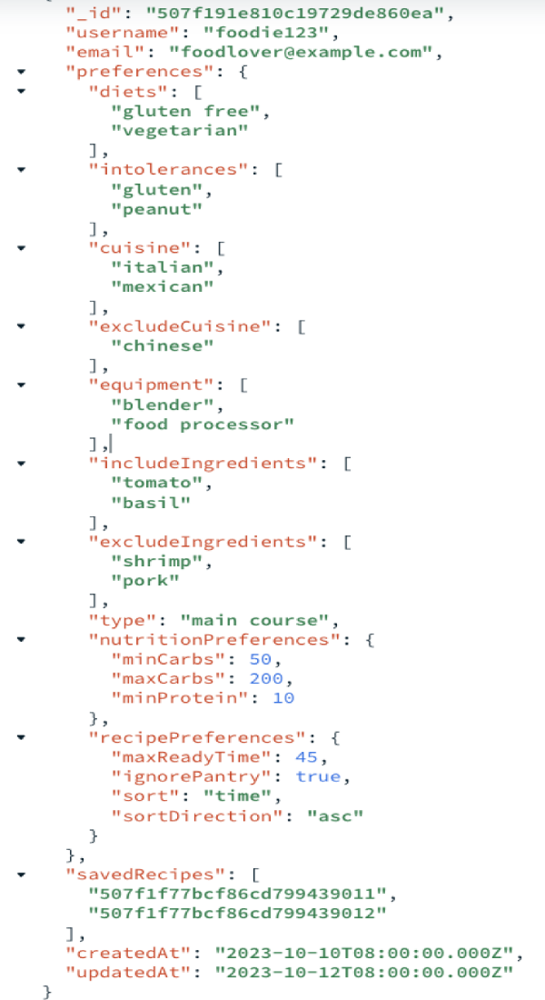 "_id": "507f191e810c19729de860ea",
"username": "foodie123",
"email": "foodlover@example.com",
"preferences": {
"diets": [
"gluten free",
"vegetarian"
],
"intolerances": [
"gluten",
"peanut"
],
"cuisine": [
"italian",
"mexican"
],
"excludeCuisine": [
"chinese"
],
"equipment": [
"blender",
"food processor"
],
"includeIngredients": [
"tomato",
"basil"
],
"excludeIngredients": [
"shrimp",
"pork"
],
"type": "main course",
"nutritionPreferences": {
"minCarbs": 50,
"maxCarbs": 200,
"minProtein": 10
},
"recipePreferences": {
"maxReadyTime": 45,
"ignorePantry": true,
"sort": "time",
"sortDirection": "asc"
}
},
"savedRecipes": [
"507f1f77bcf86cd799439011",
"507f1f77bcf86cd799439012"
],
"createdAt": "2023-10-10T08:00:00.000Z",
"updatedAt": "2023-10-12T08:00:00.000Z"
}